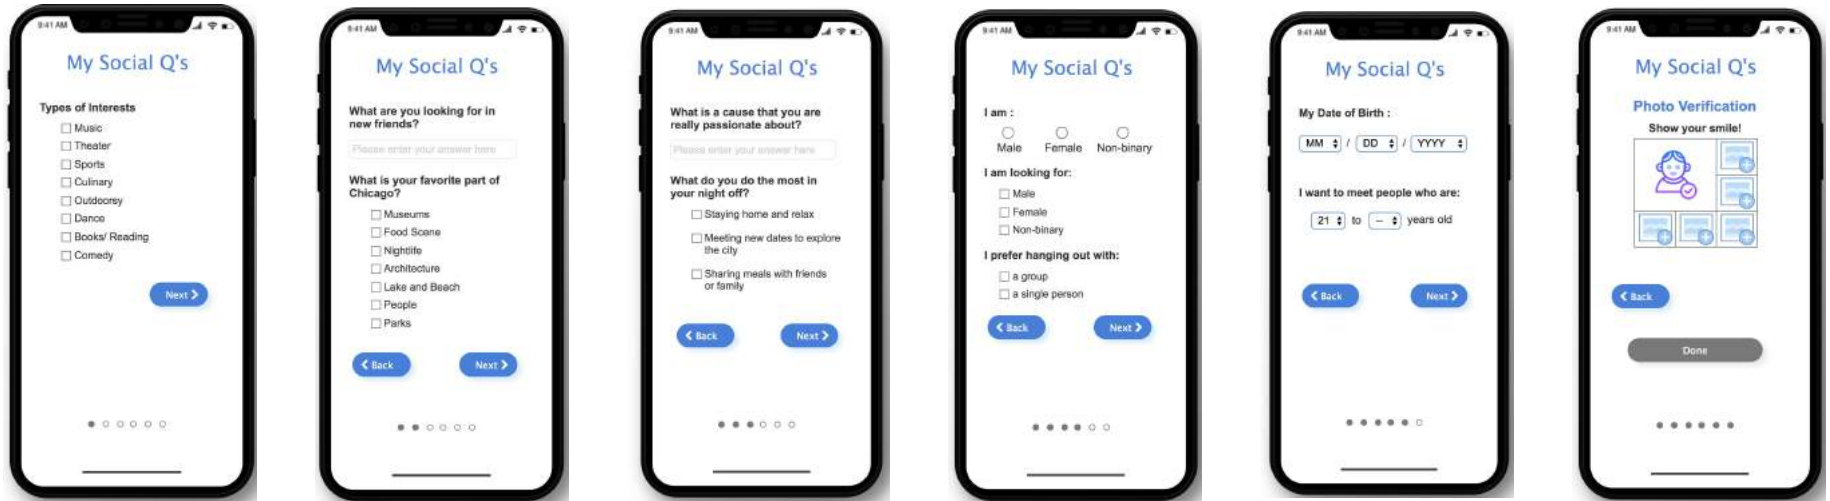 9:41 AM
My Social Q's
Types of Interests
Music
Theater
Sports
Culinary
Outdoorsy
Dance
Books/ Reading
Comedy
Next
9:41 AM
My Social Q's
What are you looking for in
new friends?
Please enter your answer here
What is your favorite part of
Chicago?
Museums
Food Scene
Nightlife
Architecture
Lake and Beach
People
Parks
Back
Next
9:41 AM
My Social Q's
What is a cause that you are
really passionate about?
Please enter your answer here
What do you do the most in
your night off?
Staying home and relax
Meeting new dates to explore
the city
Sharing meals with friends
or family
Back
Next
9:41 AM
My Social Q's
I am :
Male Female Non-binary
I am looking for:
Male
Female
Non-binary
I prefer hanging out with:
a group
a single person
Back
Next
9:41 AM
My Social Q's
My Date of Birth :
MM / DD / YYYY
I want to meet people who are:
21 to -- years old
Back
Next
9:41 AM
My Social Q's
Photo Verification
Show your smile!
Back
Done